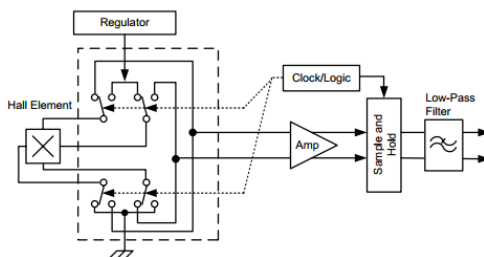 Regulator
Hall Element
Clock/Logic
Low-Pass
Filter
Amp
Sample and
Hold